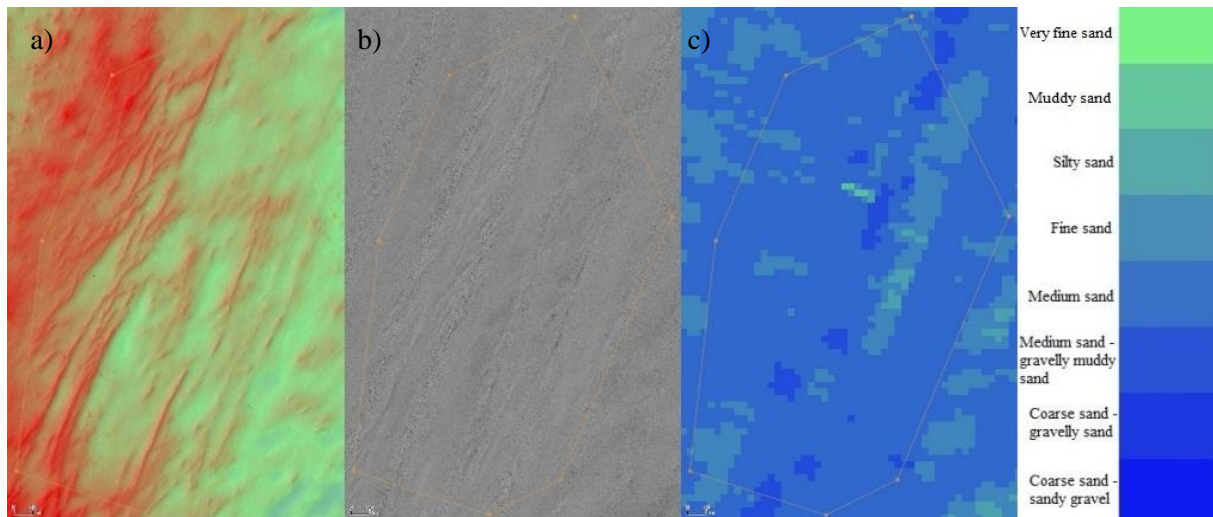 a)
b)
c)
Very fine sand
Muddy sand
Silty sand
Fine sand
Medium sand
Medium sand -
gravelly muddy
sand
Coarse sand -
gravelly sand
Coarse sand -
sandy gravel